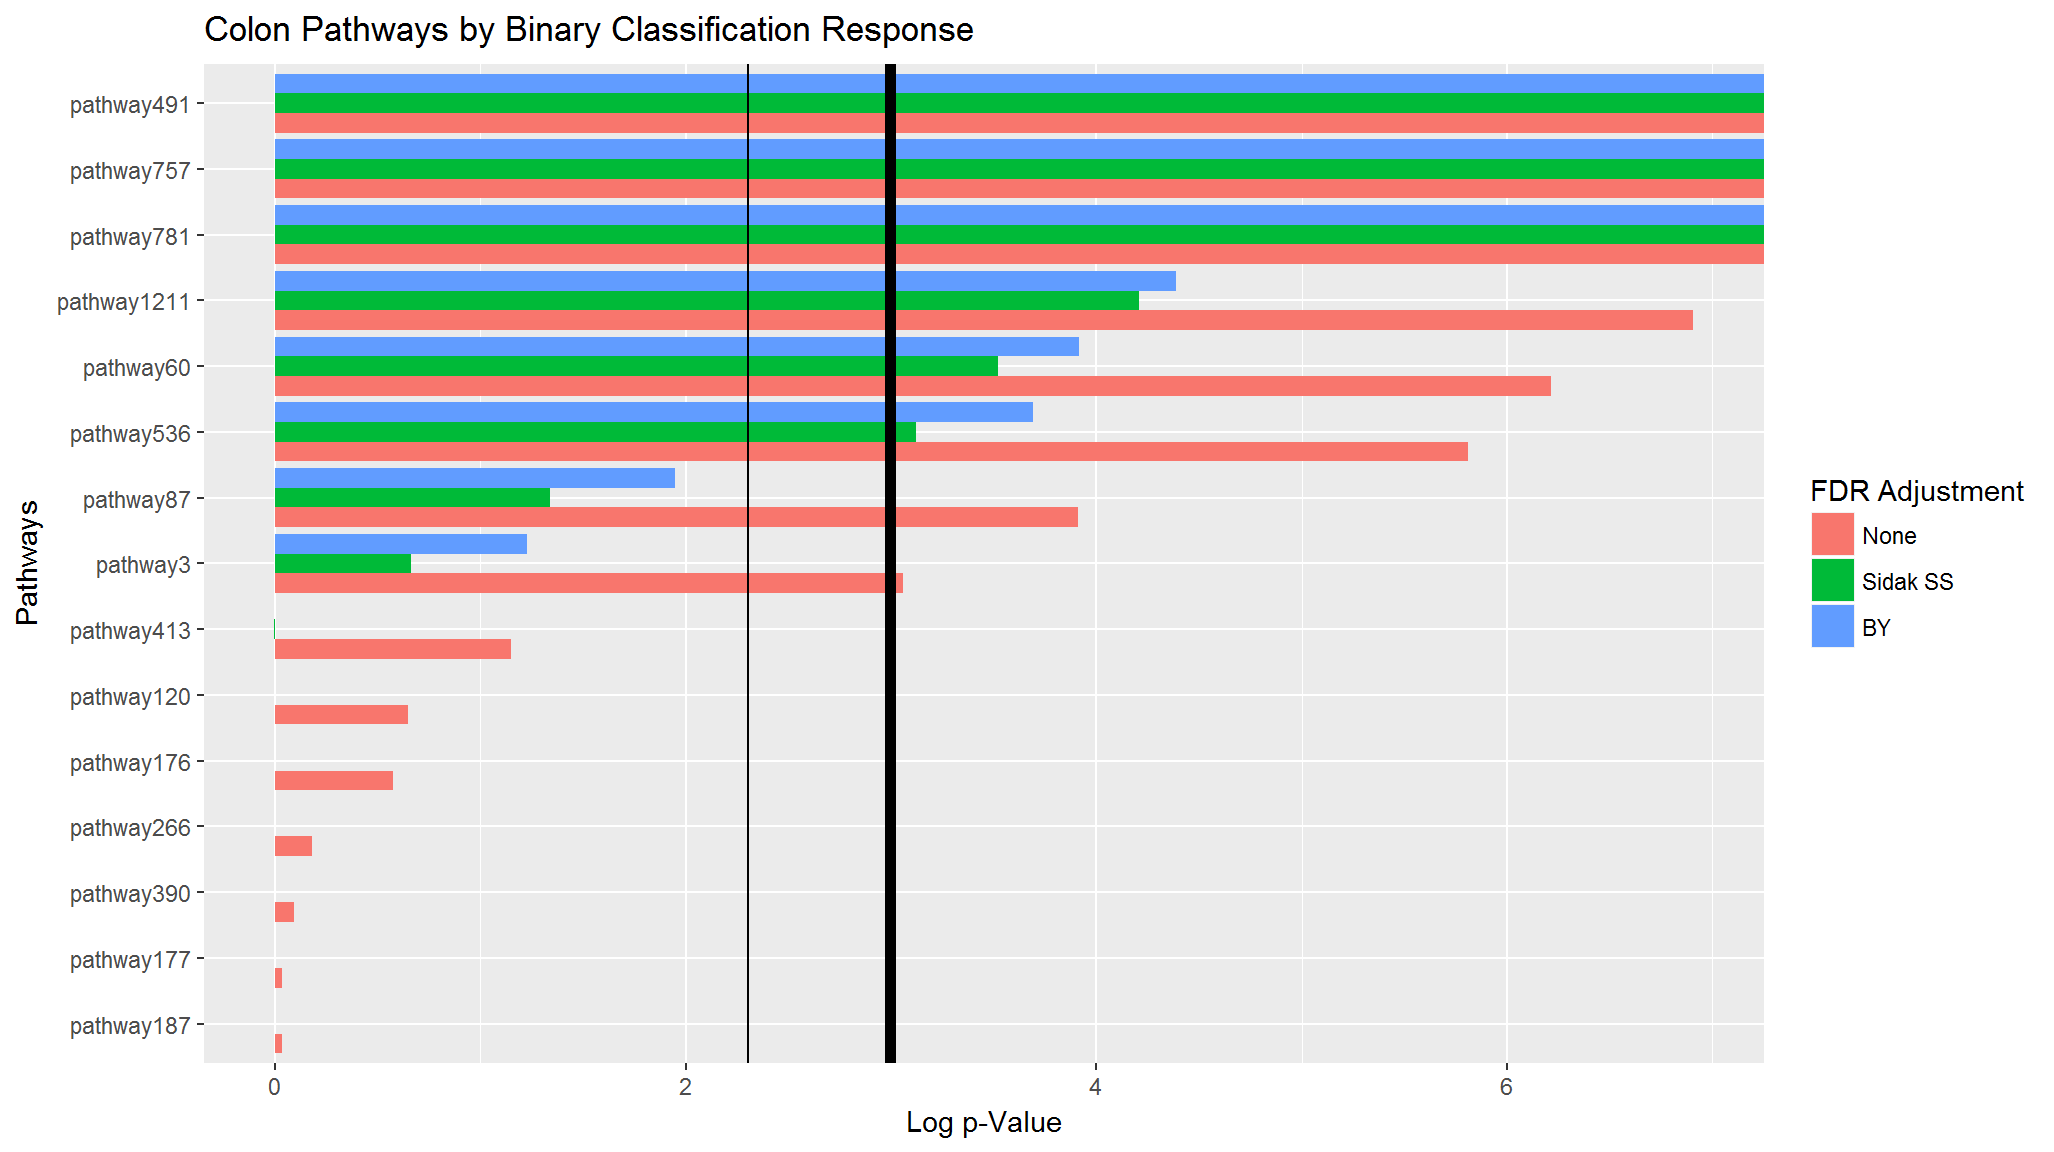 Colon Pathways by Binary Classification Response
pathway491
pathway757
pathway781
pathway1211
pathway60
pathway536
pathway87
pathway3
pathway413
pathway120
pathway176
pathway266
pathway390
pathway177
pathway187
Pathways
0 2 4 6
Log p-Value
FDR Adjustment
None
Sidak SS
BY